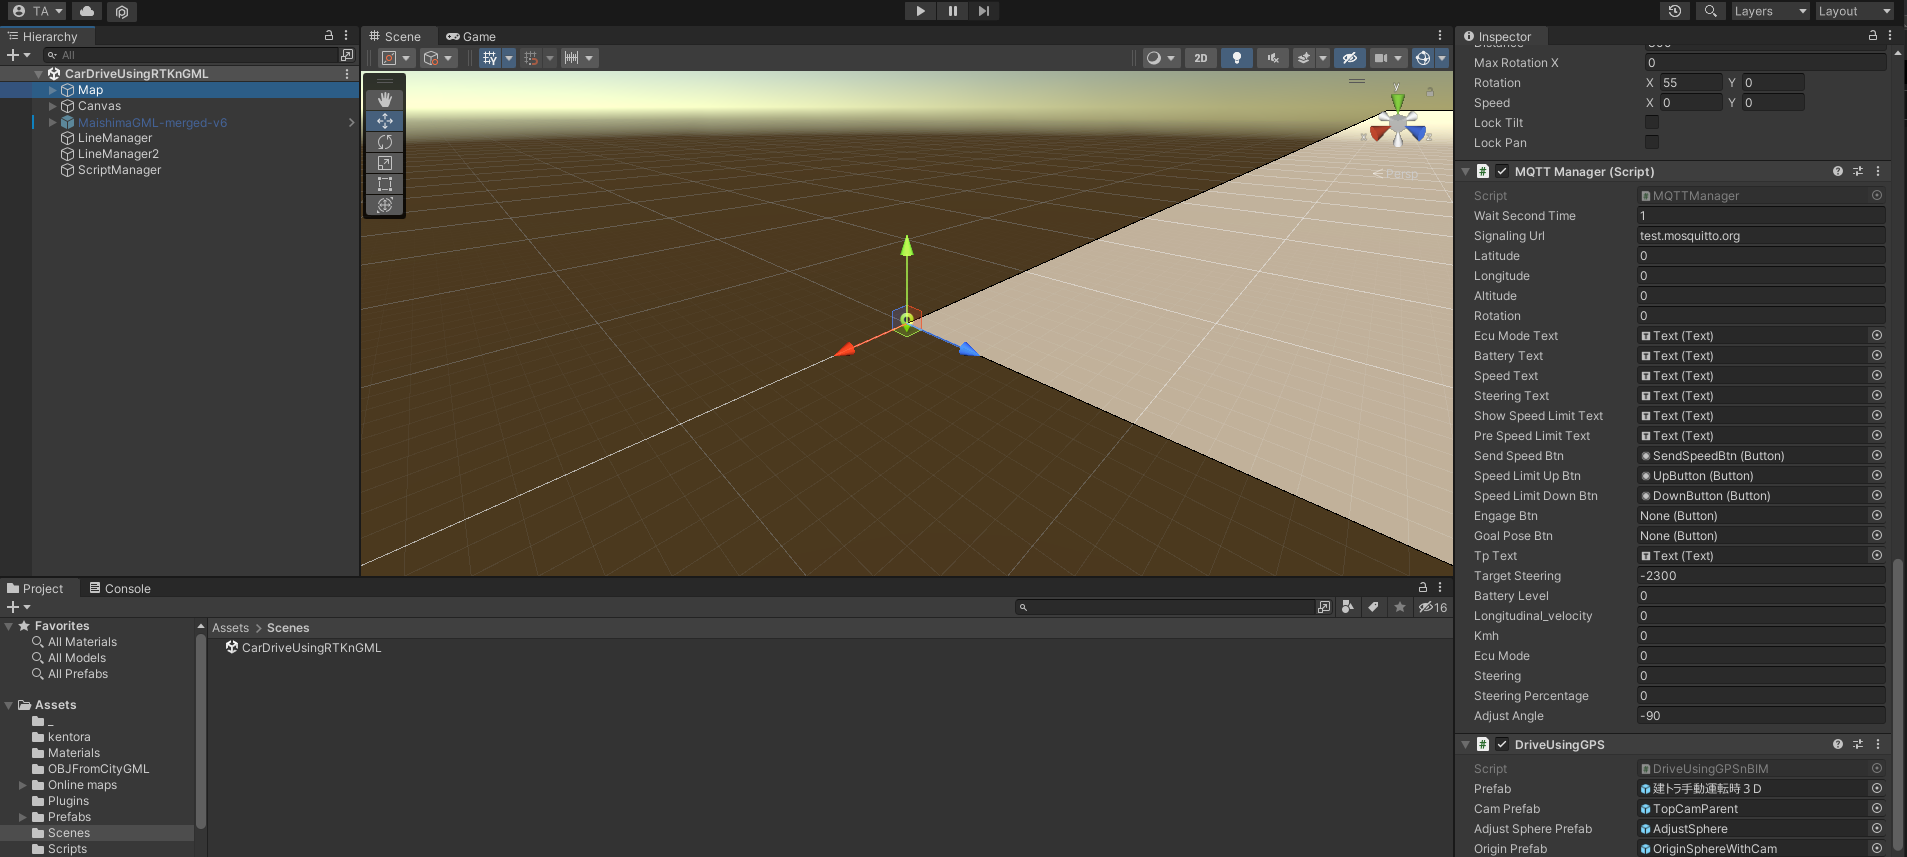 TA
Layers
Layout
Hierarchy
All
CarDriveUsingRTKnGML
Map
Canvas
MaishimaGML-merged-v6
LineManager
LineManager2
ScriptManager
Scene
Game
2D
y
Persp
Inspector
Distance
Max Rotation X 0
Rotation X 55 Y 0
Speed X 0 Y 0
Lock Tilt
Lock Pan
MQTT Manager (Script)
Script MQTTManager
Wait Second Time 1
Signaling Url test.mosquitto.org
Latitude 0
Longitude 0
Altitude 0
Rotation 0
Ecu Mode Text Text (Text)
Battery Text Text (Text)
Speed Text Text (Text)
Steering Text Text (Text)
Show Speed Limit Text Text (Text)
Pre Speed Limit Text Text (Text)
Send Speed Btn SendSpeedBtn (Button)
Speed Limit Up Btn UpButton (Button)
Speed Limit Down Btn DownButton (Button)
Engage Btn None (Button)
Goal Pose Btn None (Button)
Tp Text Text (Text)
Target Steering -2300
Battery Level 0
Longitudinal_velocity 0
Kmh 0
Ecu Mode 0
Steering 0
Steering Percentage 0
Adjust Angle -90
DriveUsingGPS
Script DriveUsingGPSnBIM
Prefab 建トラ手動運転時３Ｄ
Cam Prefab TopCamParent
Adjust Sphere Prefab AdjustSphere
Origin Prefab OriginSphereWithCam
Project
Console
16
Favorites
All Materials
All Models
All Prefabs
Assets
_
kentora
Materials
OBJFromCityGML
Online maps
Plugins
Prefabs
Scenes
Scripts
Assets > Scenes
CarDriveUsingRTKnGML